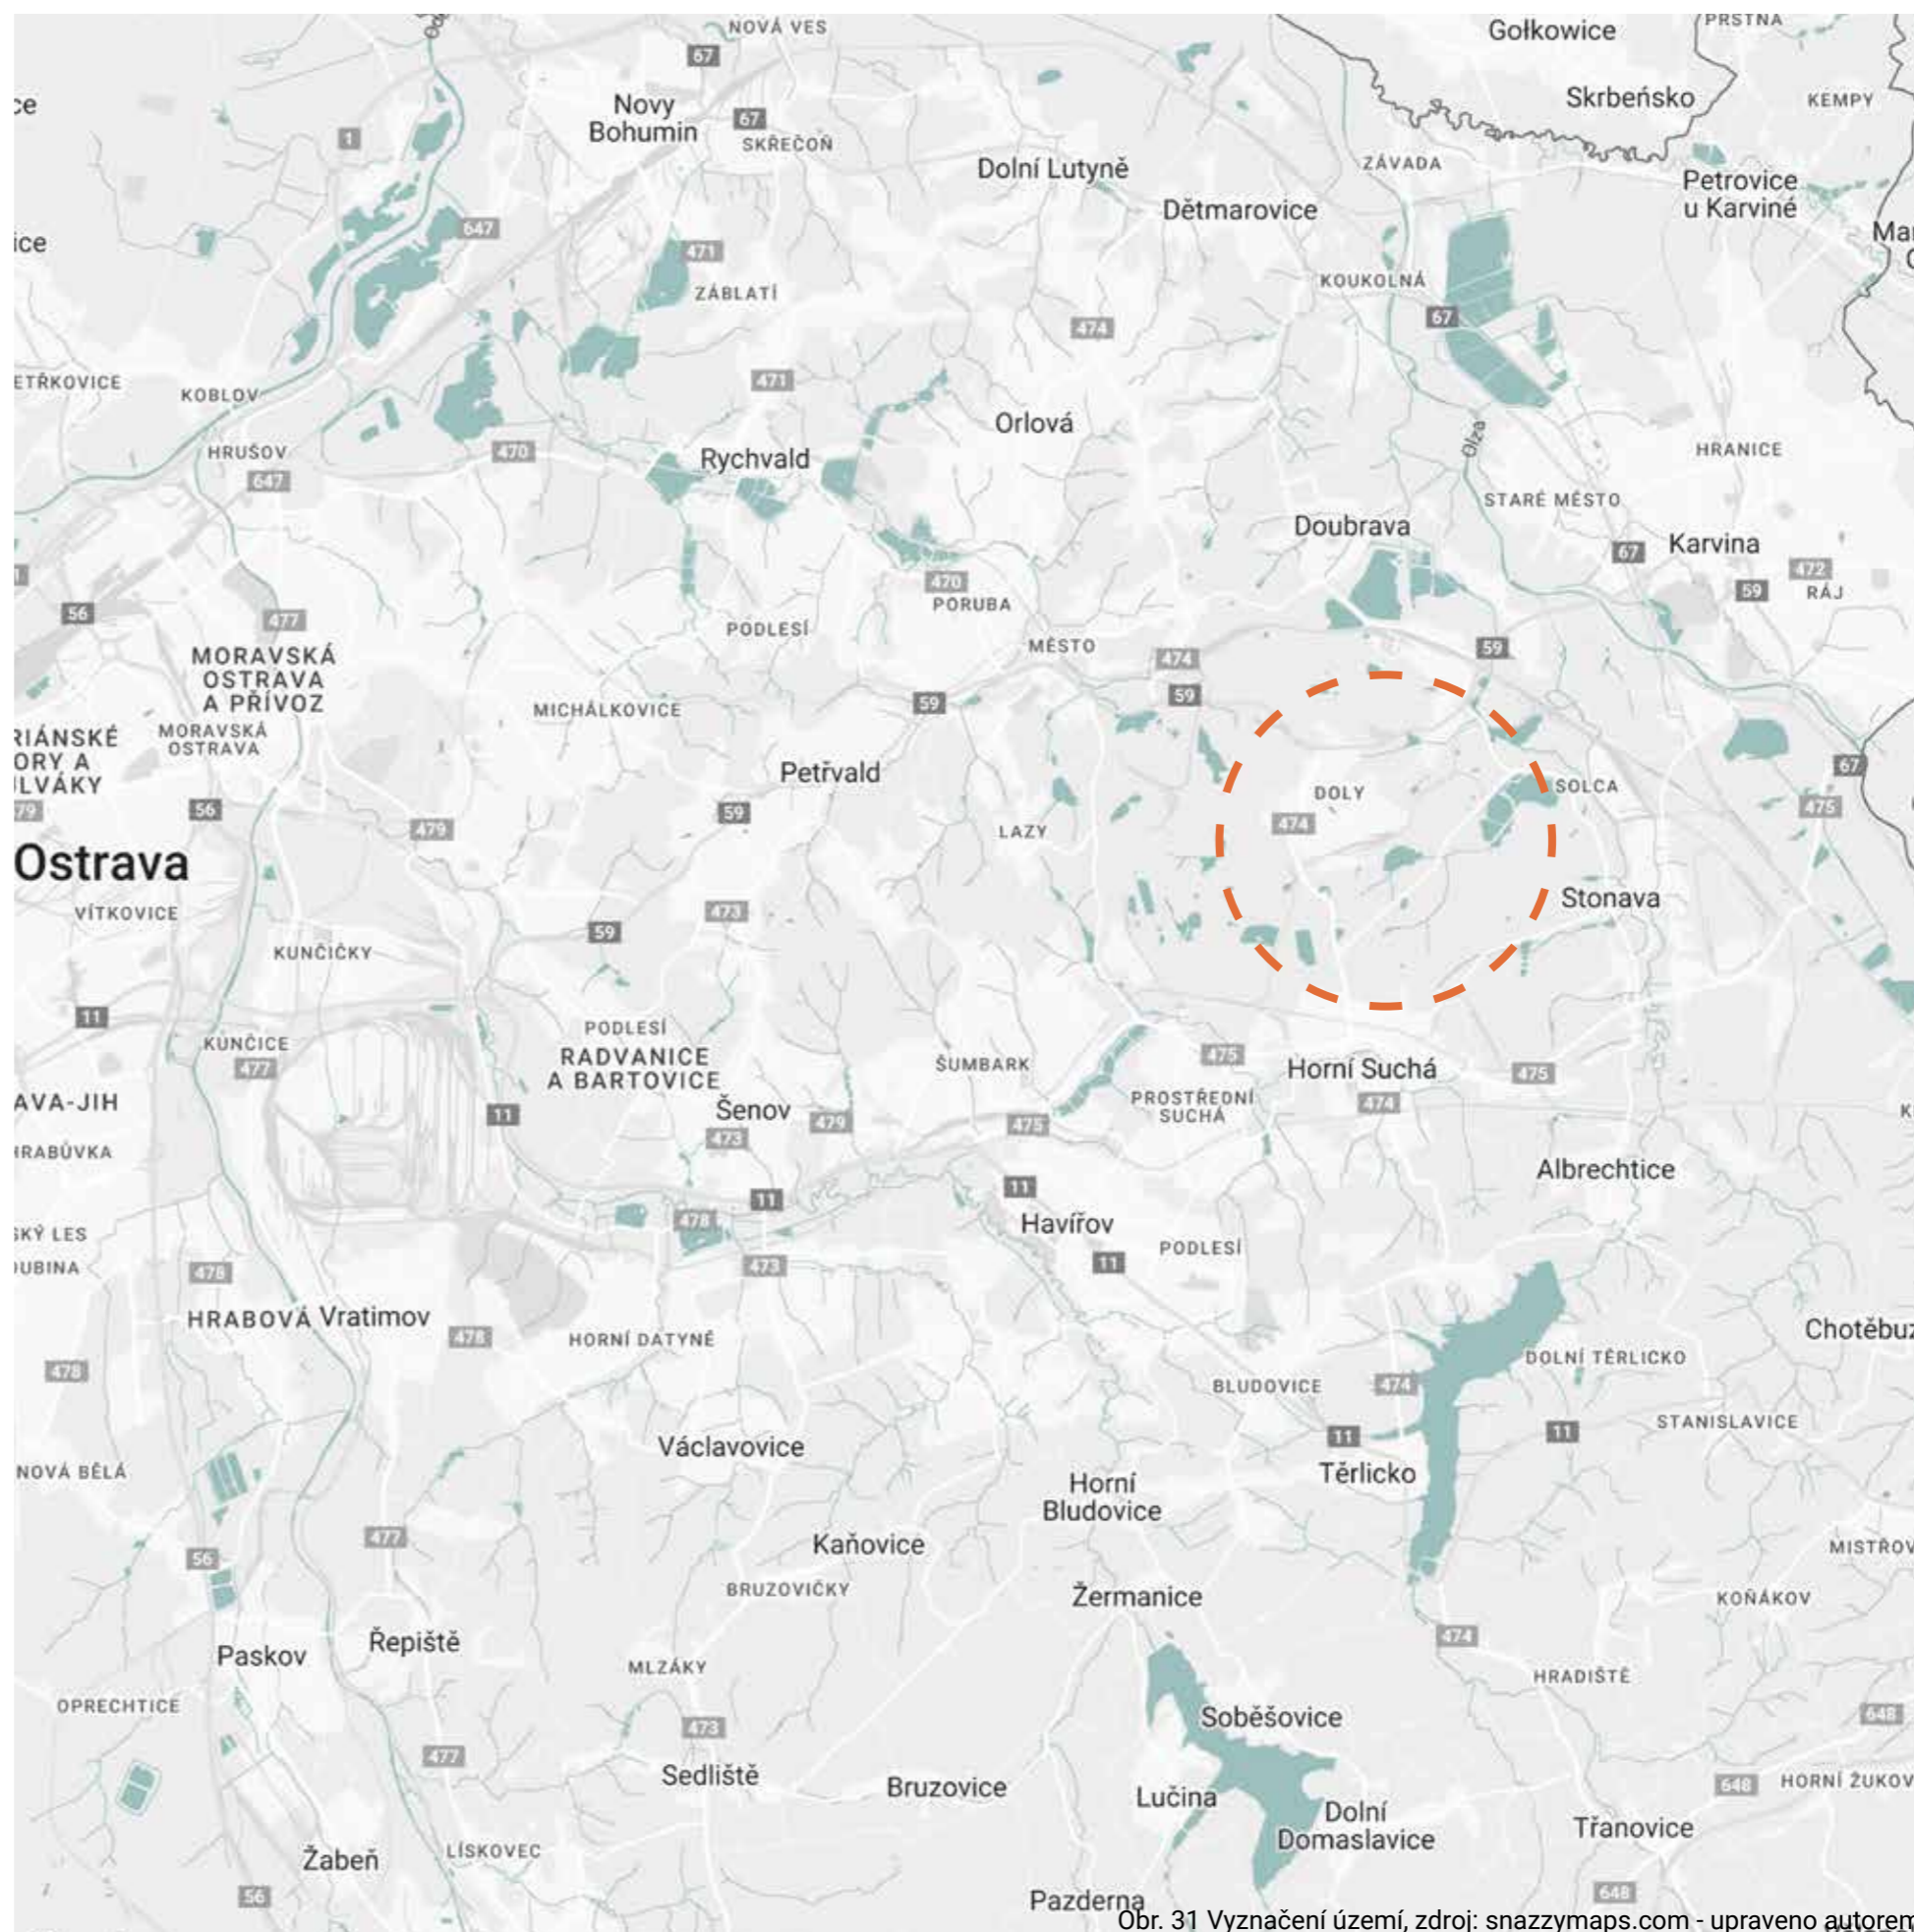 NOVÁ VES
Gołkowice
67
Skrbeńsko
KEMPY
Novy
Bohumin
67
SKŘEČOŇ
1
Dolní Lutyně
ZÁVADA
Petrovice
u Karviné
Dětmarovice
647
471
KOUKOLNÁ
ZÁBLATÍ
67
474
471
KOBLOV
Orlová
Olza
HRUŠOV
470
Rychvald
HRANICE
647
STARÉ MĚSTO
Doubrava
67
Karvina
472
470
59
RÁJ
56
477
PORUBA
PODLESÍ
MĚSTO
59
MORAVSKÁ
OSTRAVA
A PŘÍVOZ
474
59
59
MICHÁLKOVICE
MORAVSKÁ
OSTRAVA
Petřvald
67
DOLY
SOLCA
56
59
475
479
LAZY
474
Ostrava
VÍTKOVICE
473
Stonava
59
KUNČIČKY
11
PODLESÍ
KUNČICE
RADVANICE
A BARTOVICE
475
477
ŠUMBARK
Horní Suchá
475
PROSTŘEDNÍ
SUCHÁ
474
11
Šenov
479
475
473
Albrechtice
11
11
478
Havířov
PODLESÍ
11
473
478
HRABOVÁ
Vratimov
478
HORNÍ DATYNĚ
DOLNÍ TĚRLICKO
478
BLUDOVICE
474
STANISLAVICE
11
11
Václavovice
NOVÁ BĚLÁ
Těrlicko
Horní
Bludovice
477
Kaňovice
56
BRUZOVIČKY
Žermanice
KOŇÁKOV
Řepiště
474
Paskov
MLZÁKY
HRADIŠTĚ
OPRECHTICE
473
Soběšovice
648
477
Sedliště
Bruzovice
648
Lučina
Dolní
Domaslavice
Třanovice
LÍSKOVEC
Žabeň
56
648
Pazderna
Obr. 31 Vyznačení území, zdroj: snazzymaps.com - upraveno autorem